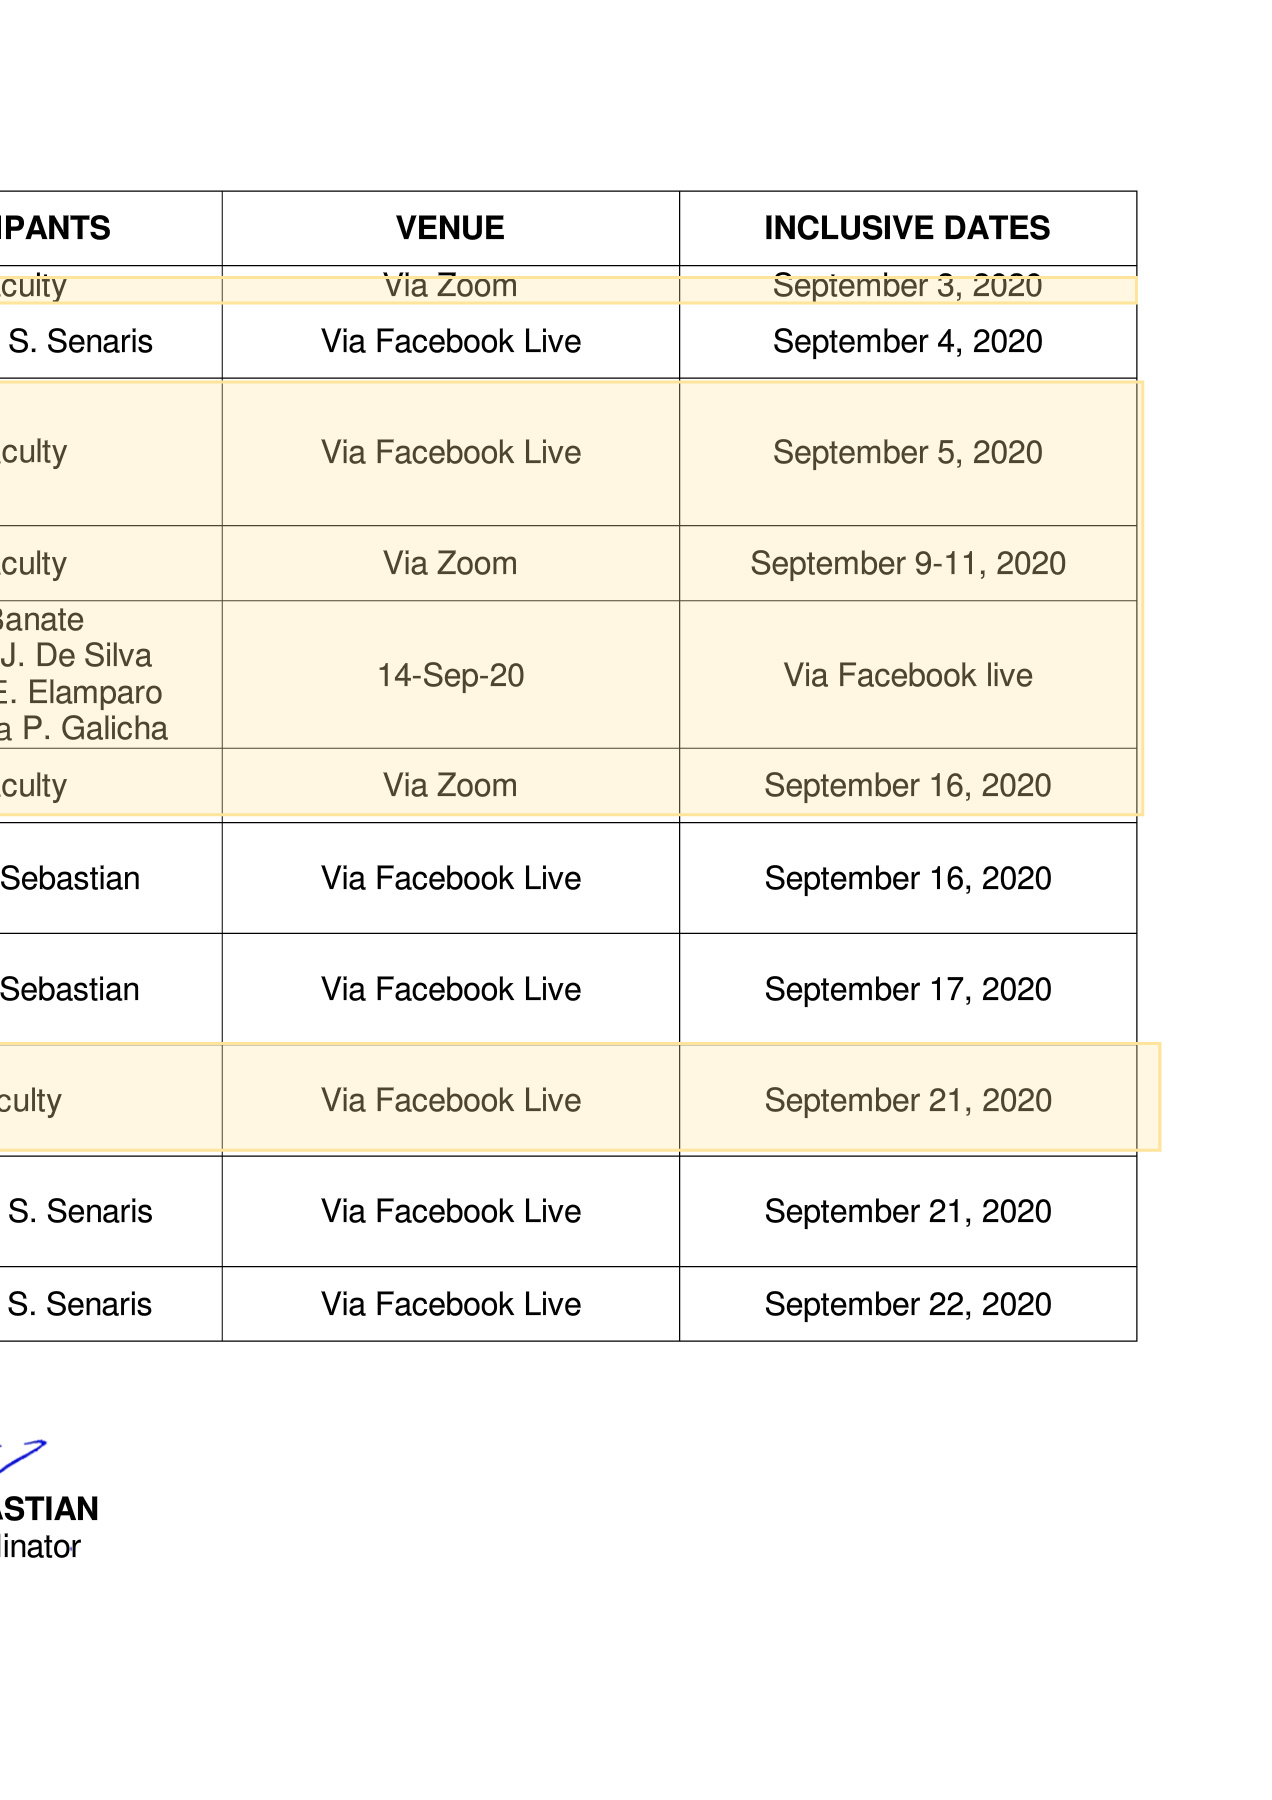 IPANTS VENUE INCLUSIVE DATES
culty Via Zoom September 3, 2020
S. Senaris Via Facebook Live September 4, 2020
culty Via Facebook Live September 5, 2020
culty Via Zoom September 9-11, 2020
Banate
J. De Silva
E. Elamparo
a P. Galicha
14-Sep-20 Via Facebook live
culty Via Zoom September 16, 2020
Sebastian Via Facebook Live September 16, 2020
Sebastian Via Facebook Live September 17, 2020
culty Via Facebook Live September 21, 2020
S. Senaris Via Facebook Live September 21, 2020
S. Senaris Via Facebook Live September 22, 2020
ASTIAN
dinator